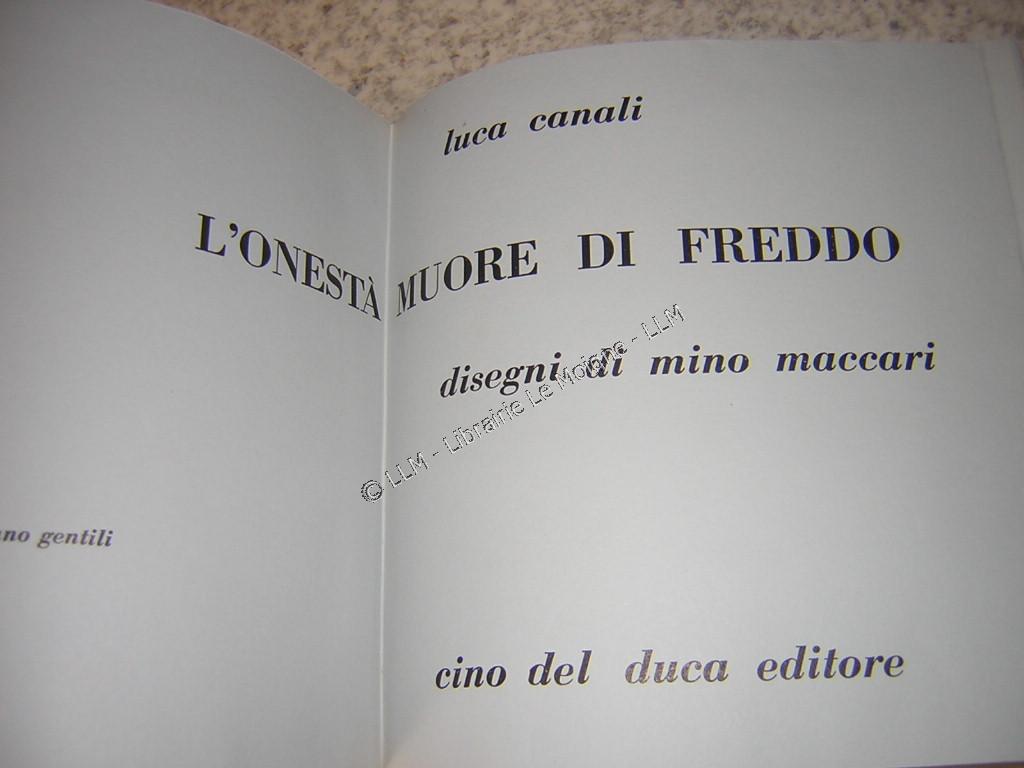 luca canali
L'ONESTÀ MUORE DI FREDDO
disegni di mino maccari
© LLM - Librairie Le Moigne - LLM
gentili
cino del duca editore